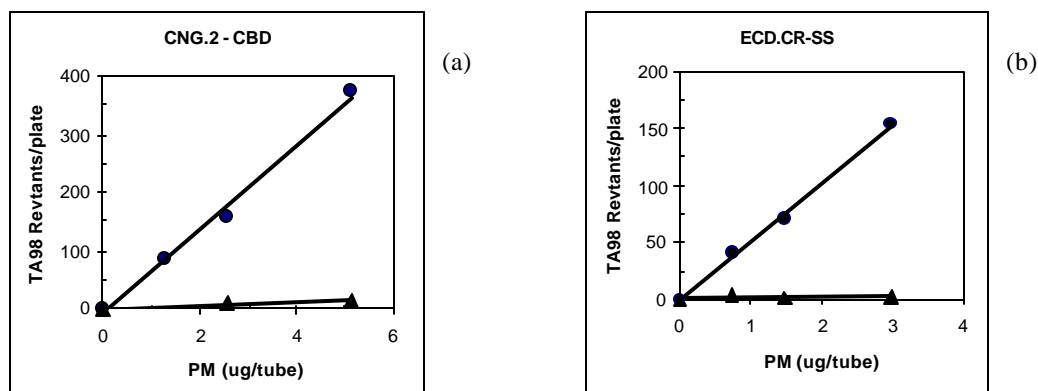 CNG.2 - CBD
(a)
TA98 Revtants/plate
400
300
200
100
0
0 2 4 6
PM (ug/tube)
ECD.CR-SS
(b)
TA98 Revtants/plate
200
150
100
50
0
0 1 2 3 4
PM (ug/tube)